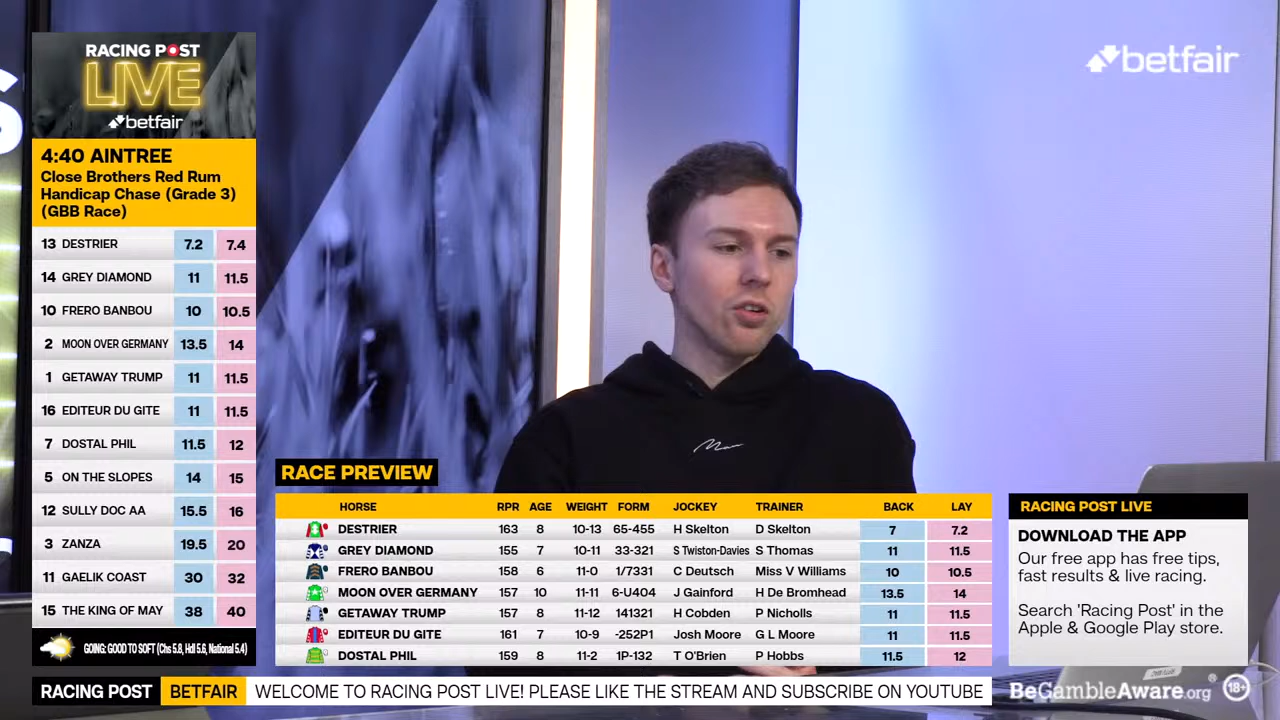 RACING POST
LIVE
betfair
4:40 AINTREE
Close Brothers Red Rum
Handicap Chase (Grade 3)
(GBB Race)
13 DESTRIER 7.2 7.4
14 GREY DIAMOND 11 11.5
10 FRERO BANBOU 10 10.5
2 MOON OVER GERMANY 13.5 14
1 GETAWAY TRUMP 11 11.5
16 EDITEUR DU GITE 11 11.5
7 DOSTAL PHIL 11.5 12
5 ON THE SLOPES 14 15
12 SULLY DOC AA 15.5 16
3 ZANZA 19.5 20
11 GAELIK COAST 30 32
15 THE KING OF MAY 38 40
GOING: GOOD TO SOFT (Chs 5.8, Hdl 5.6, National 5.4)
betfair
RACE PREVIEW
HORSE RPR AGE WEIGHT FORM JOCKEY TRAINER BACK LAY
DESTRIER 163 8 10-13 65-455 H Skelton D Skelton 7 7.2
GREY DIAMOND 155 7 10-11 33-321 S Twiston-Davies S Thomas 11 11.5
FRERO BANBOU 158 6 11-0 1/7331 C Deutsch Miss V Williams 10 10.5
MOON OVER GERMANY 157 10 11-11 6-U404 J Gainford H De Bromhead 13.5 14
GETAWAY TRUMP 157 8 11-12 141321 H Cobden P Nicholls 11 11.5
EDITEUR DU GITE 161 7 10-9 -252P1 Josh Moore G L Moore 11 11.5
DOSTAL PHIL 159 8 11-2 1P-132 T O'Brien P Hobbs 11.5 12
RACING POST LIVE
DOWNLOAD THE APP
Our free app has free tips,
fast results & live racing.
Search 'Racing Post' in the
Apple & Google Play store.
RACING POST BETFAIR WELCOME TO RACING POST LIVE! PLEASE LIKE THE STREAM AND SUBSCRIBE ON YOUTUBE
BeGambleAware.org® 18+